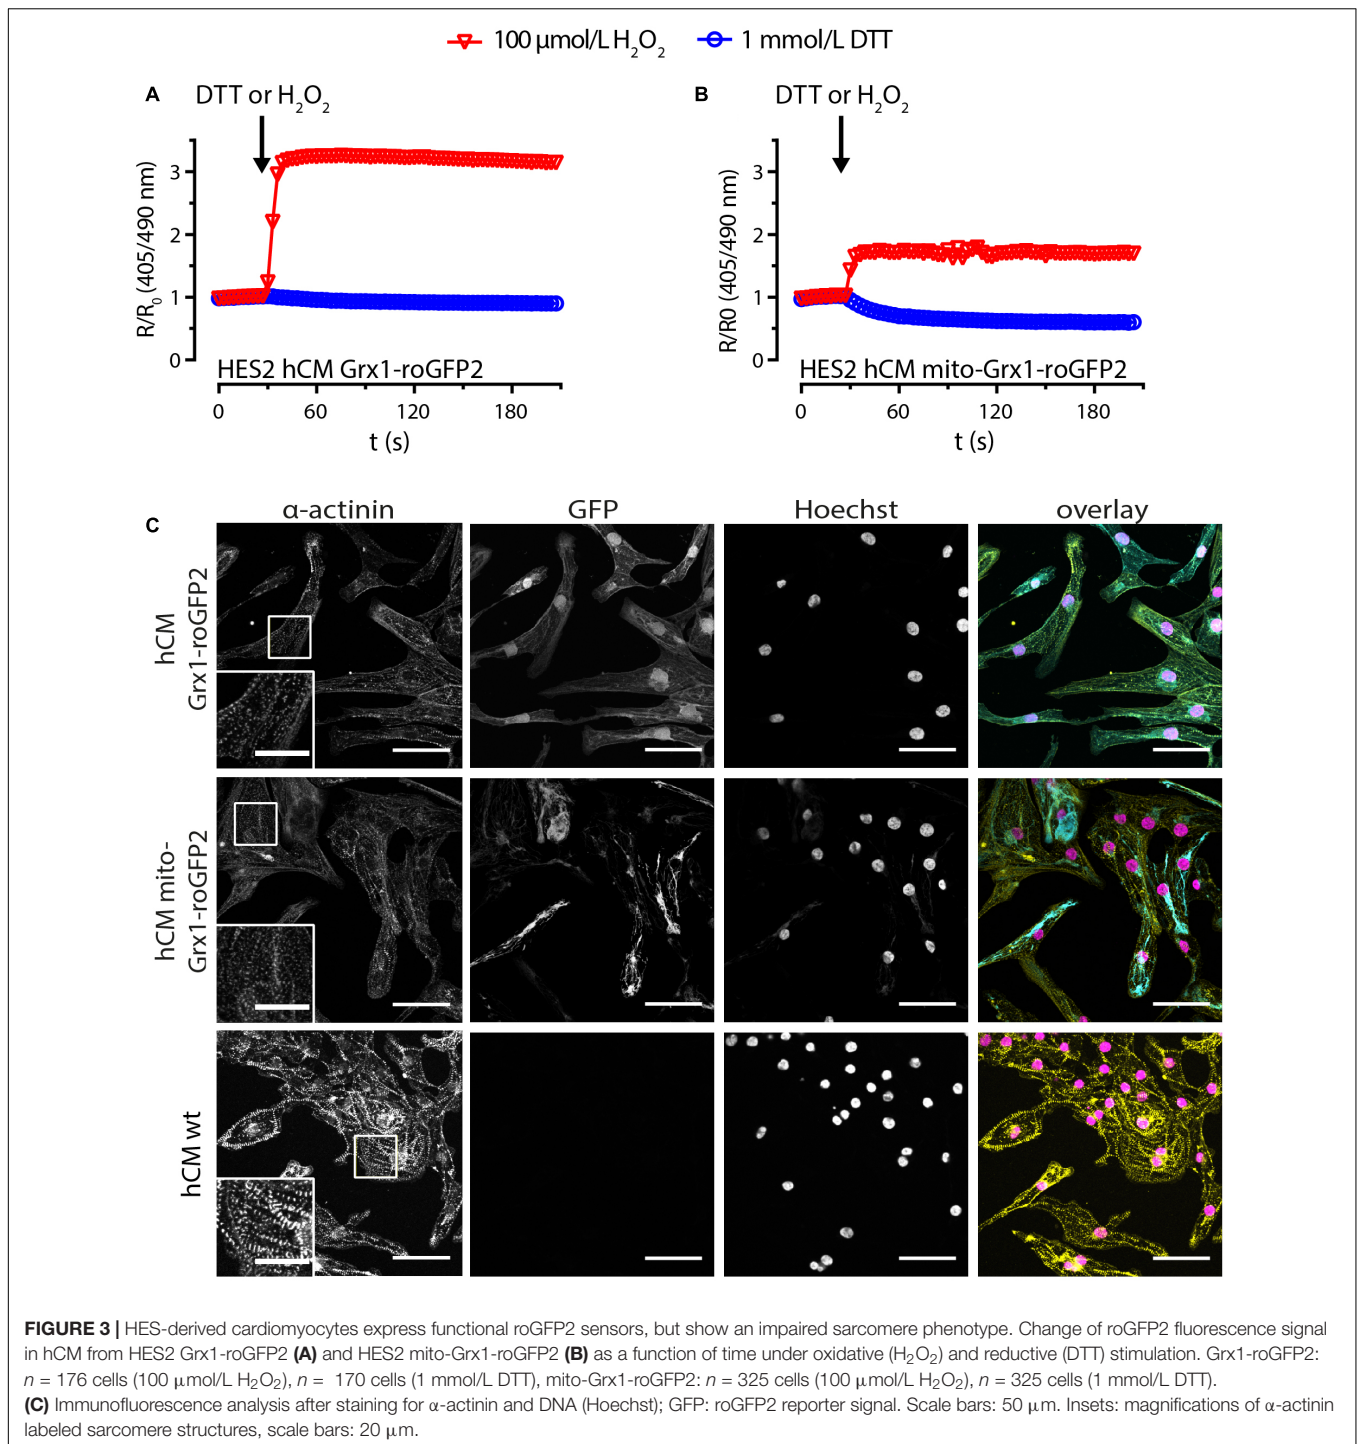 100 μmol/L H₂O₂ 1 mmol/L DTT
A
DTT or H₂O₂
R/R₀ (405/490 nm)
3
2
1
0
HES2 hCM Grx1-roGFP2
0 60 120 180
t (s)
B
DTT or H₂O₂
R/R0 (405/490 nm)
3
2
1
0
HES2 hCM mito-Grx1-roGFP2
0 60 120 180
t (s)
C
α-actinin GFP Hoechst overlay
hCM
Grx1-roGFP2
hCM mito-
Grx1-roGFP2
hCM wt
FIGURE 3 | HES-derived cardiomyocytes express functional roGFP2 sensors, but show an impaired sarcomere phenotype. Change of roGFP2 fluorescence signal
in hCM from HES2 Grx1-roGFP2 (A) and HES2 mito-Grx1-roGFP2 (B) as a function of time under oxidative (H₂O₂) and reductive (DTT) stimulation. Grx1-roGFP2:
n = 176 cells (100 μmol/L H₂O₂), n = 170 cells (1 mmol/L DTT), mito-Grx1-roGFP2: n = 325 cells (100 μmol/L H₂O₂), n = 325 cells (1 mmol/L DTT).
(C) Immunofluorescence analysis after staining for α-actinin and DNA (Hoechst); GFP: roGFP2 reporter signal. Scale bars: 50 μm. Insets: magnifications of α-actinin
labeled sarcomere structures, scale bars: 20 μm.